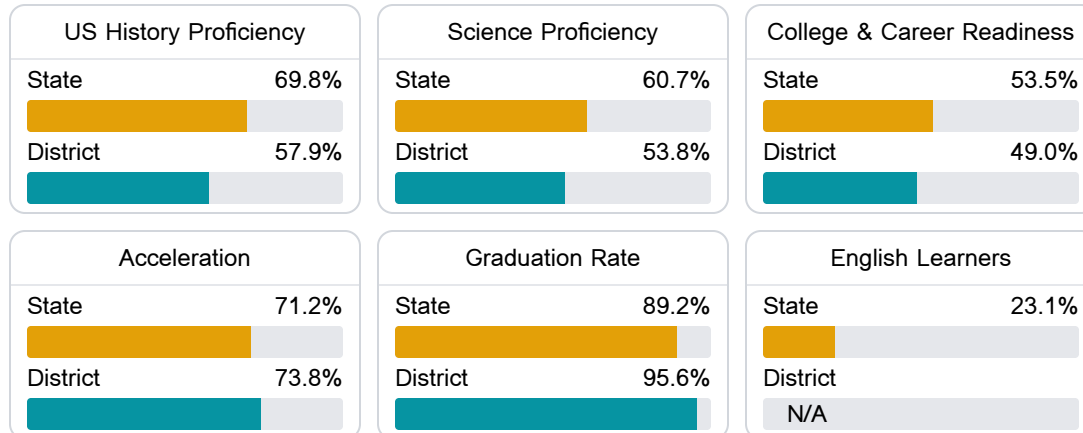 US History Proficiency
State 69.8%
District 57.9%
Science Proficiency
State 60.7%
District 53.8%
College & Career Readiness
State 53.5%
District 49.0%
Acceleration
State 71.2%
District 73.8%
Graduation Rate
State 89.2%
District 95.6%
English Learners
State 23.1%
District
N/A